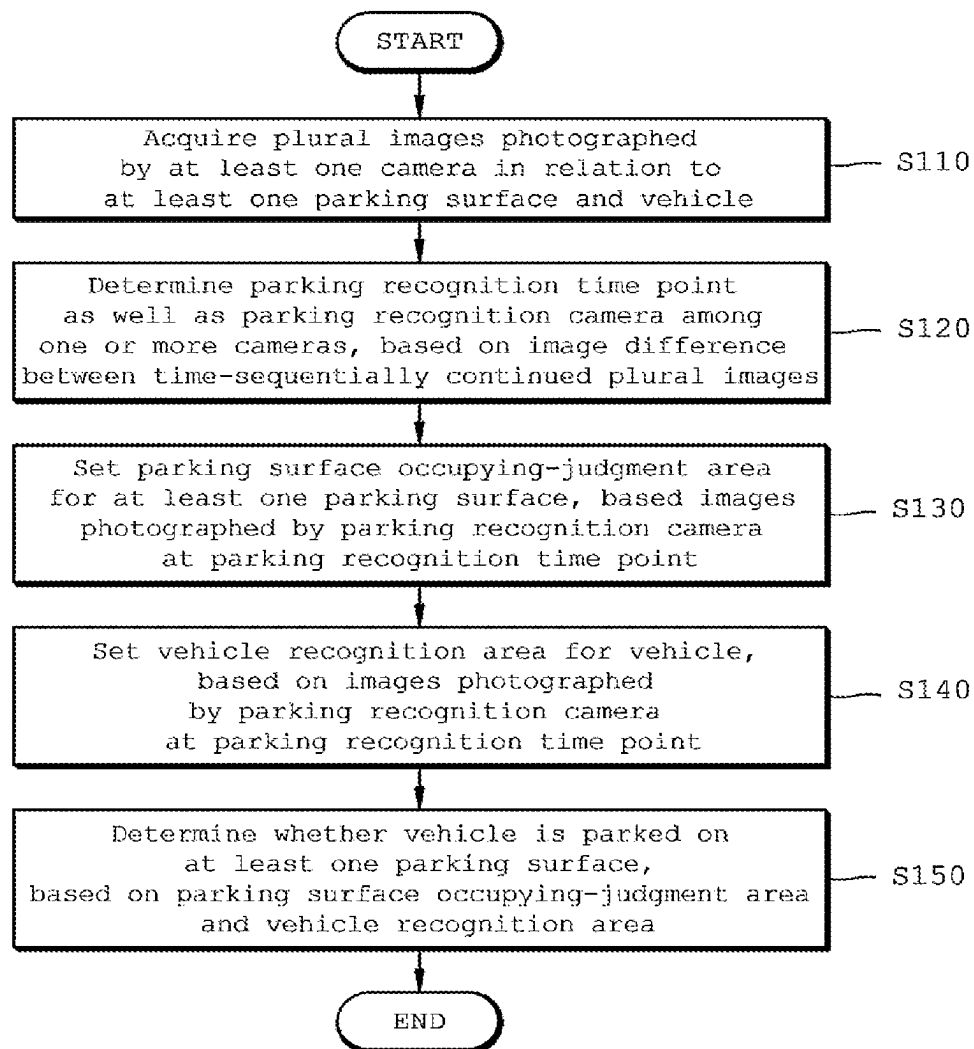 START
Acquire plural images photographed
by at least one camera in relation to
at least one parking surface and vehicle
S110
Determine parking recognition time point
as well as parking recognition camera among
one or more cameras, based on image difference
between time-sequentially continued plural images
S120
Set parking surface occupying-judgment area
for at least one parking surface, based images
photographed by parking recognition camera
at parking recognition time point
S130
Set vehicle recognition area for vehicle,
based on images photographed
by parking recognition camera
at parking recognition time point
S140
Determine whether vehicle is parked on
at least one parking surface,
based on parking surface occupying-judgment area
and vehicle recognition area
S150
END